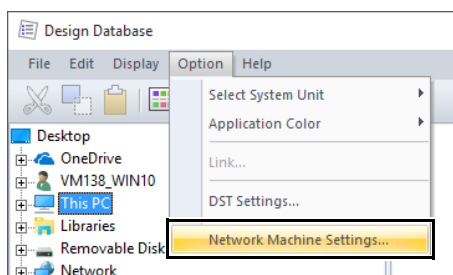 Design Database
File Edit Display Option Help
Select System Unit
Application Color
Link...
DST Settings...
Network Machine Settings...
Desktop
OneDrive
VM138_WIN10
This PC
Libraries
Removable Disk
Network